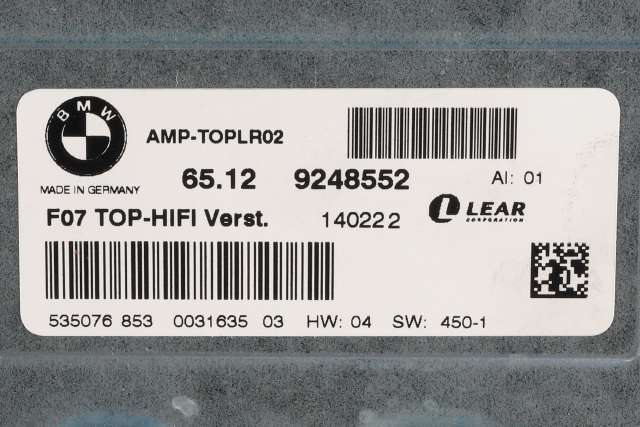 BMW
AMP-TOPLR02
MADE IN GERMANY
65.12 9248552 AI: 01
F07 TOP-HIFI Verst. 140222 LEAR
CORPORATION
535076 853 0031635 03 HW: 04 SW: 450-1